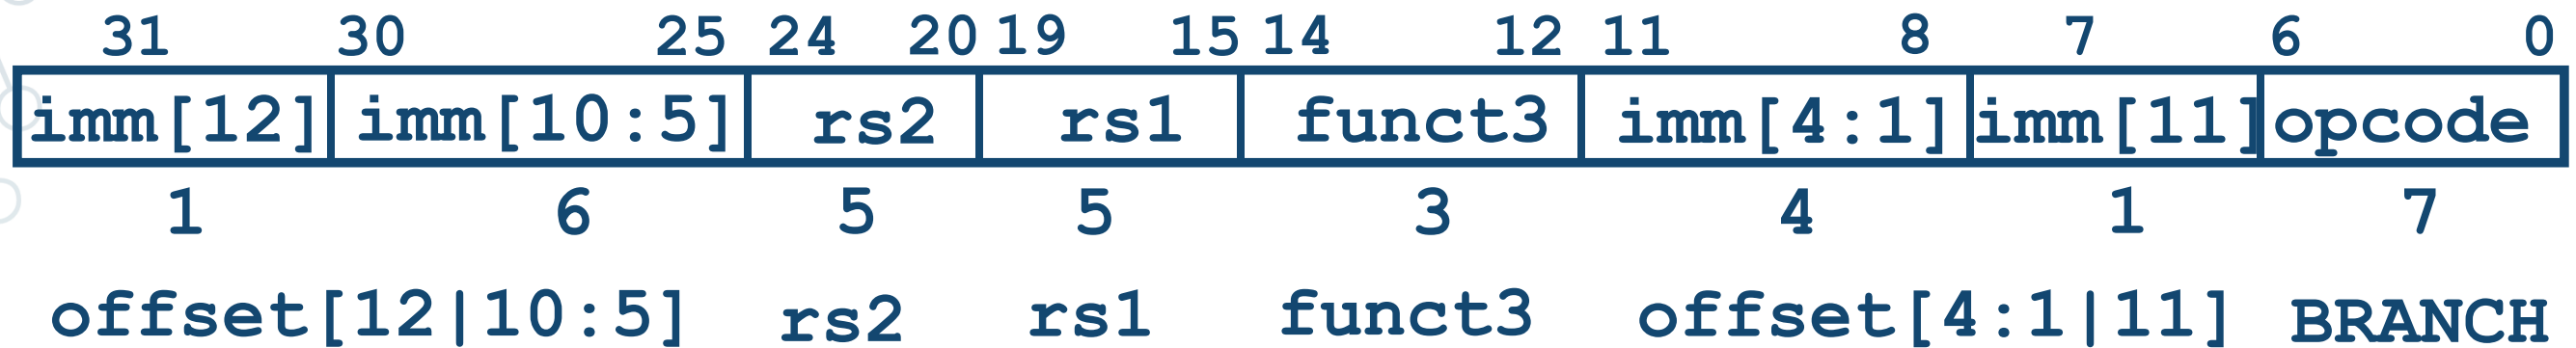 31 30 25 24 20 19 15 14 12 11 8 7 6 0
imm[12] imm[10:5] rs2 rs1 funct3 imm[4:1] imm[11] opcode
1 6 5 5 3 4 1 7
offset[12|10:5] rs2 rs1 funct3 offset[4:1|11] BRANCH